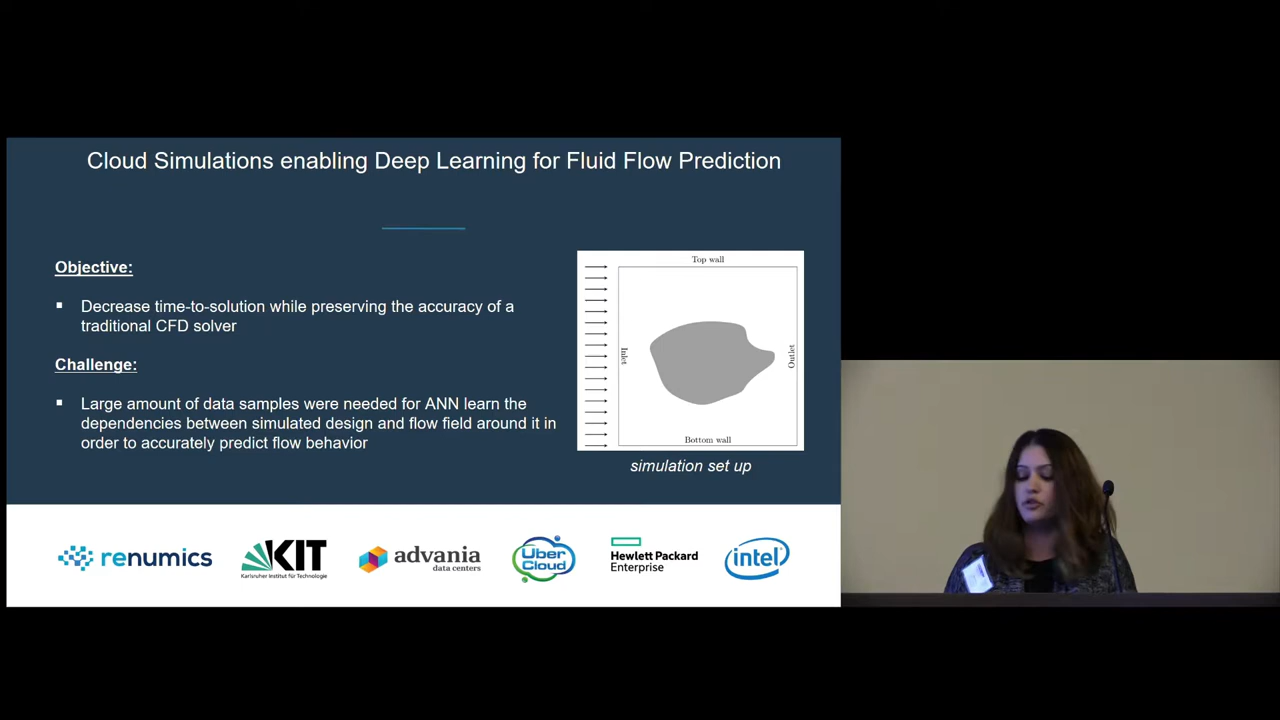 Cloud Simulations enabling Deep Learning for Fluid Flow Prediction
Objective:
▪ Decrease time-to-solution while preserving the accuracy of a
traditional CFD solver
Challenge:
▪ Large amount of data samples were needed for ANN learn the
dependencies between simulated design and flow field around it in
order to accurately predict flow behavior
Top wall
Inlet
Outlet
Bottom wall
simulation set up
renumics
KIT
Karlsruher Institut für Technologie
advania
data centers
UBER
CLOUD
Hewlett Packard
Enterprise
intel